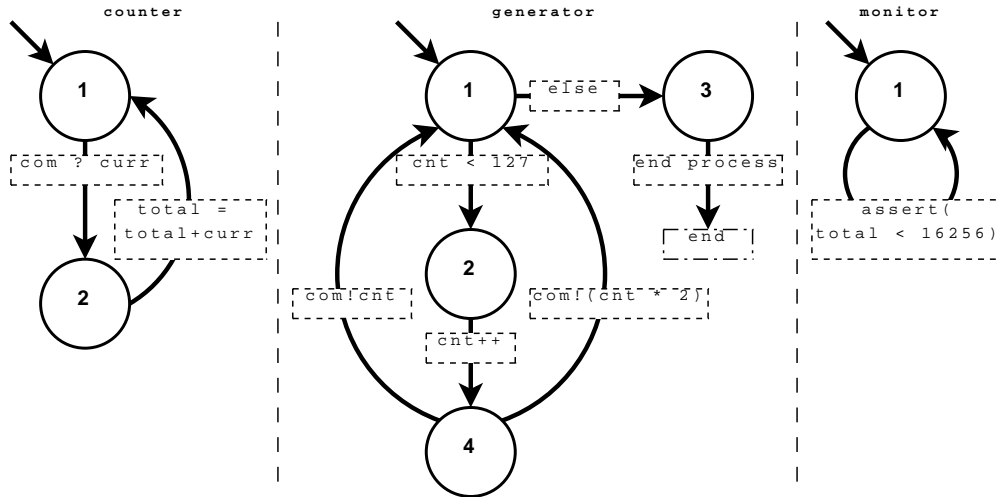 counter
generator
monitor
1
com ? curr
total =
total+curr
2
1
else
3
cnt < 127
end process
end
2
com!cnt
com!(cnt * 2)
cnt++
4
1
assert(
total < 16256)